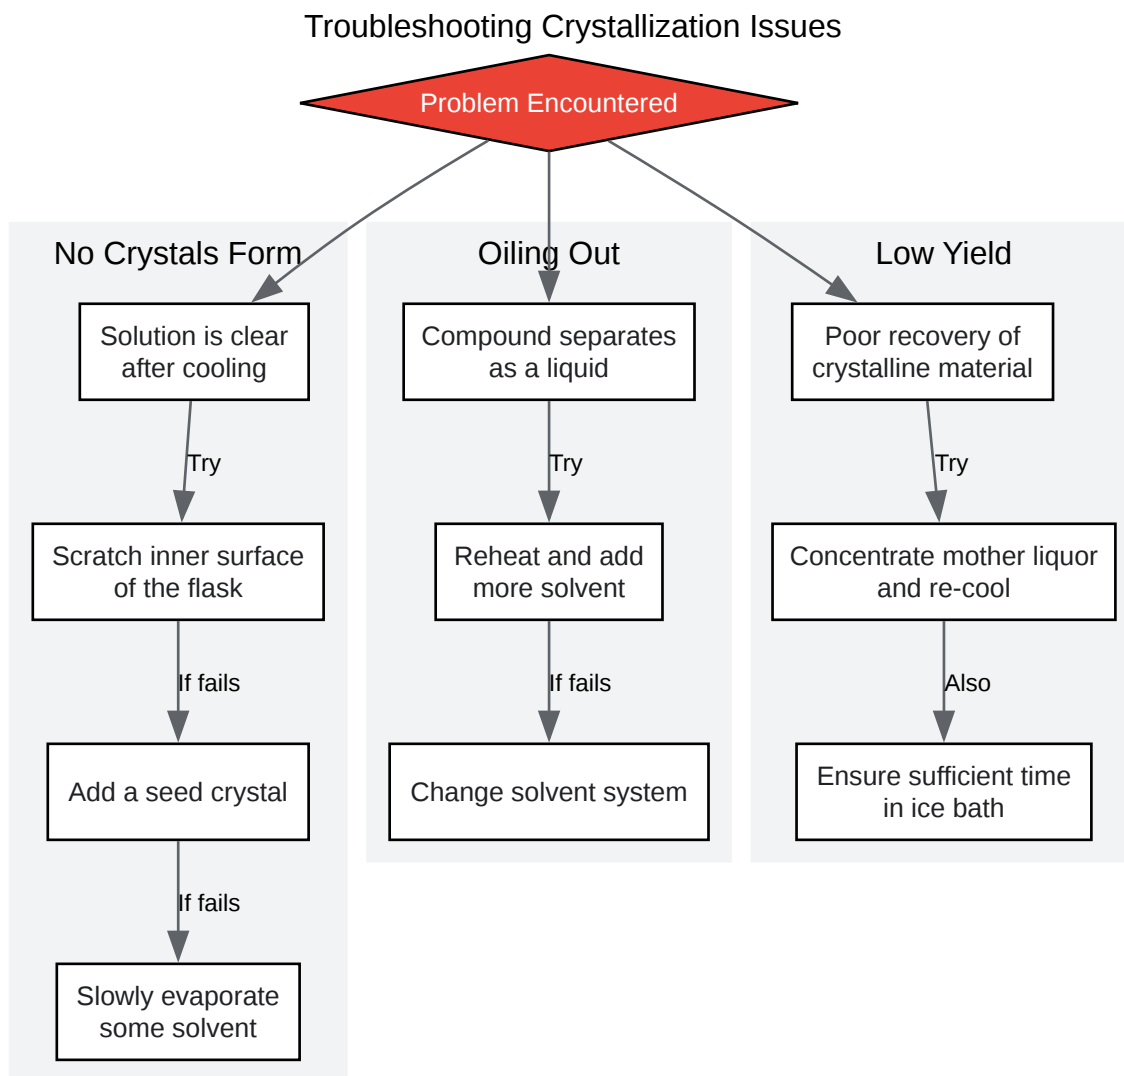 Troubleshooting Crystallization Issues
Problem Encountered
No Crystals Form
Solution is clear
after cooling
Try
Scratch inner surface
of the flask
If fails
Add a seed crystal
If fails
Slowly evaporate
some solvent
Oiling Out
Compound separates
as a liquid
Try
Reheat and add
more solvent
If fails
Change solvent system
Low Yield
Poor recovery of
crystalline material
Try
Concentrate mother liquor
and re-cool
Also
Ensure sufficient time
in ice bath